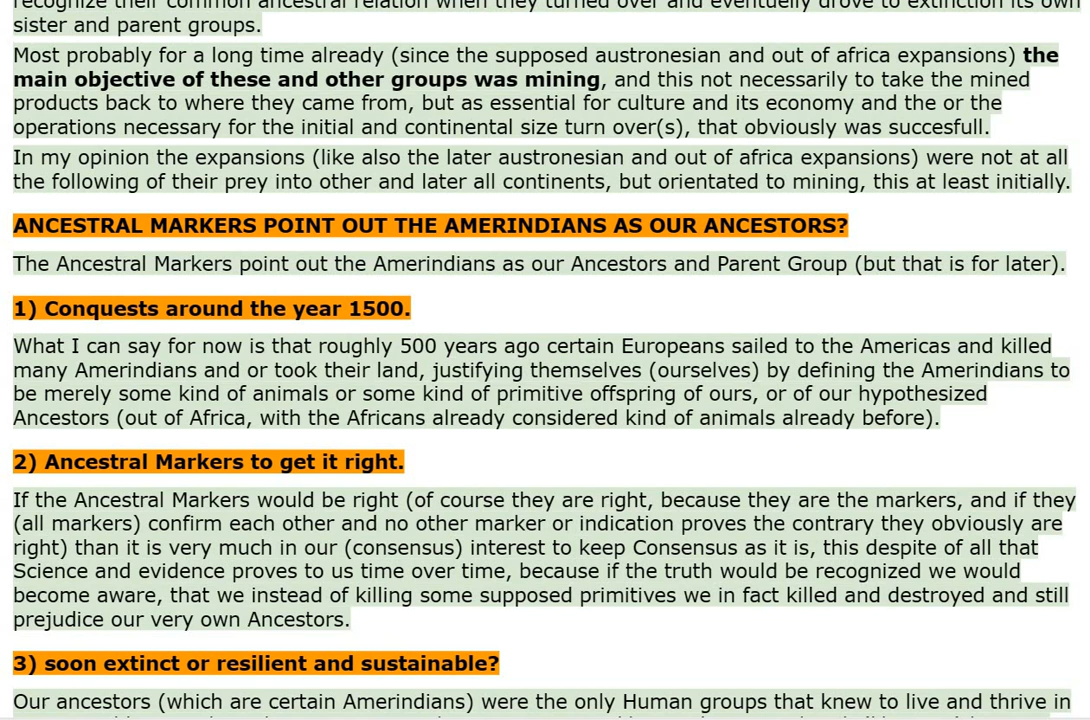 recognize their common ancestral relation when they turned over and eventuelly drove to extinction its own
sister and parent groups.
Most probably for a long time already (since the supposed austronesian and out of africa expansions) the
main objective of these and other groups was mining, and this not necessarily to take the mined
products back to where they came from, but as essential for culture and its economy and the or the
operations necessary for the initial and continental size turn over(s), that obviously was succesfull.
In my opinion the expansions (like also the later austronesian and out of africa expansions) were not at all
the following of their prey into other and later all continents, but orientated to mining, this at least initially.
ANCESTRAL MARKERS POINT OUT THE AMERINDIANS AS OUR ANCESTORS?
The Ancestral Markers point out the Amerindians as our Ancestors and Parent Group (but that is for later).
1) Conquests around the year 1500.
What I can say for now is that roughly 500 years ago certain Europeans sailed to the Americas and killed
many Amerindians and or took their land, justifying themselves (ourselves) by defining the Amerindians to
be merely some kind of animals or some kind of primitive offspring of ours, or of our hypothesized
Ancestors (out of Africa, with the Africans already considered kind of animals already before).
2) Ancestral Markers to get it right.
If the Ancestral Markers would be right (of course they are right, because they are the markers, and if they
(all markers) confirm each other and no other marker or indication proves the contrary they obviously are
right) than it is very much in our (consensus) interest to keep Consensus as it is, this despite of all that
Science and evidence proves to us time over time, because if the truth would be recognized we would
become aware, that we instead of killing some supposed primitives we in fact killed and destroyed and still
prejudice our very own Ancestors.
3) soon extinct or resilient and sustainable?
Our ancestors (which are certain Amerindians) were the only Human groups that knew to live and thrive in